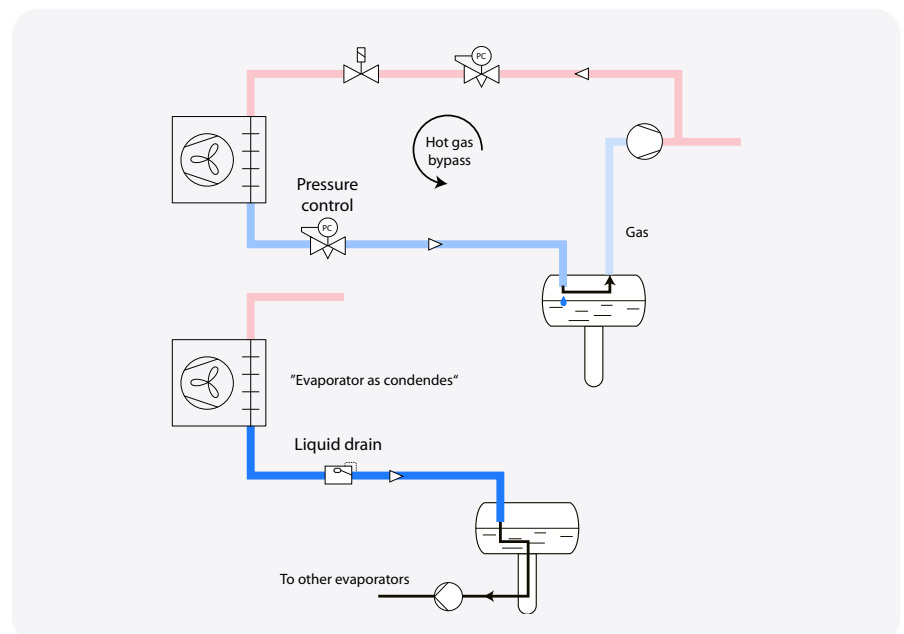 PC
Hot gas
bypass
Pressure
control
PC
Gas
”Evaporator as condendes“
Liquid drain
To other evaporators